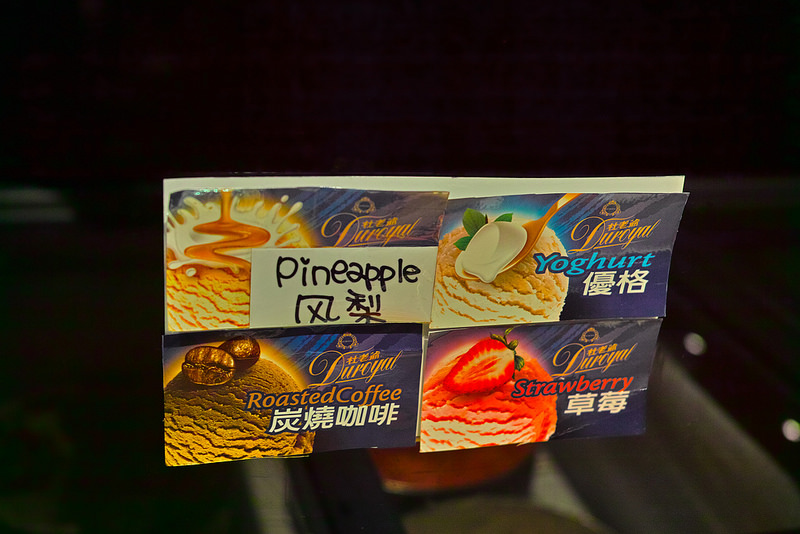 杜老爺
Duroyal
Pineapple
凤梨
杜老爺
Duroyal
Yoghurt
優格
杜老爺
Duroyal
RoastedCoffee
炭燒咖啡
杜老爺
Duroyal
Strawberry
草莓